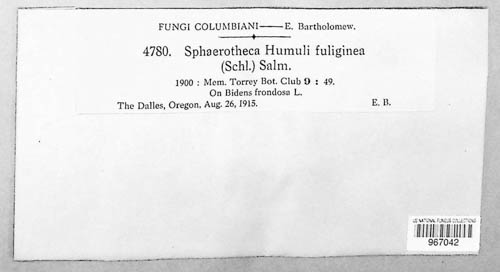 FUNGI COLUMBIANI—E. Bartholomew.
4780. Sphaerotheca Humuli fuliginea
(Schl.) Salm.
1900 : Mem. Torrey Bot. Club 9 : 49.
On Bidens frondosa L.
The Dalles, Oregon, Aug. 26, 1915. E. B.
US NATIONAL FUNGUS COLLECTIONS
967042